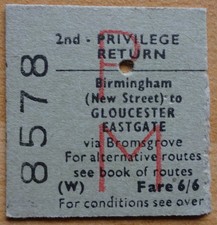 2nd - PRIVILEGE
RETURN
Birmingham
(New Street) to
GLOUCESTER
EASTGATE
via Bromsgrove
For alternative routes
see book of routes
(W) Fare 6/6
For conditions see over
8578
P
M